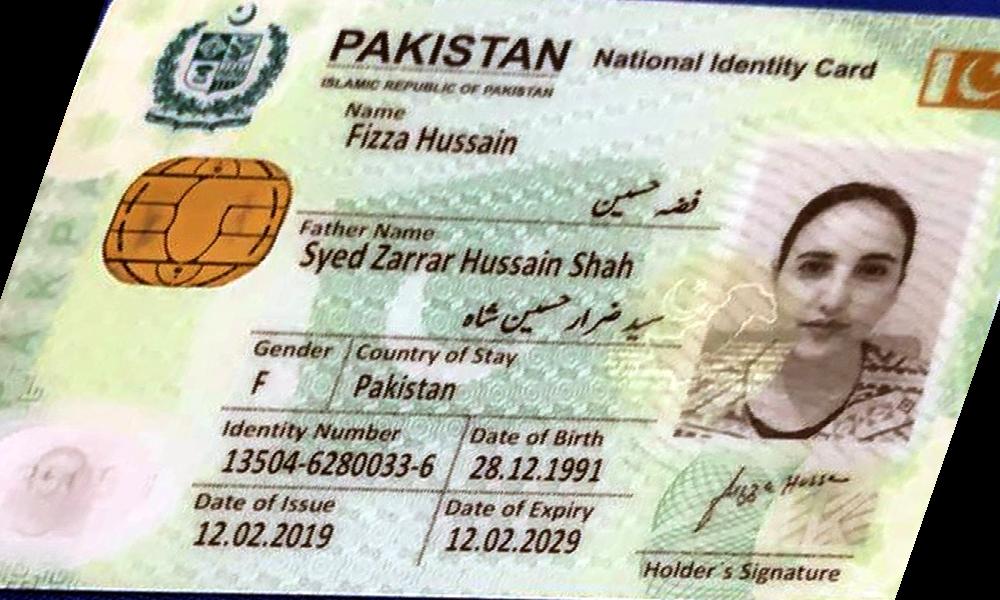 PAKISTAN National Identity Card
ISLAMIC REPUBLIC OF PAKISTAN
Name
Fizza Hussain
فضہ حسین
Father Name
Syed Zarrar Hussain Shah
سید ضرار حسین شاہ
Gender Country of Stay
F Pakistan
Identity Number Date of Birth
13504-6280033-6 28.12.1991
Date of Issue Date of Expiry
12.02.2019 12.02.2029
Holder's Signature